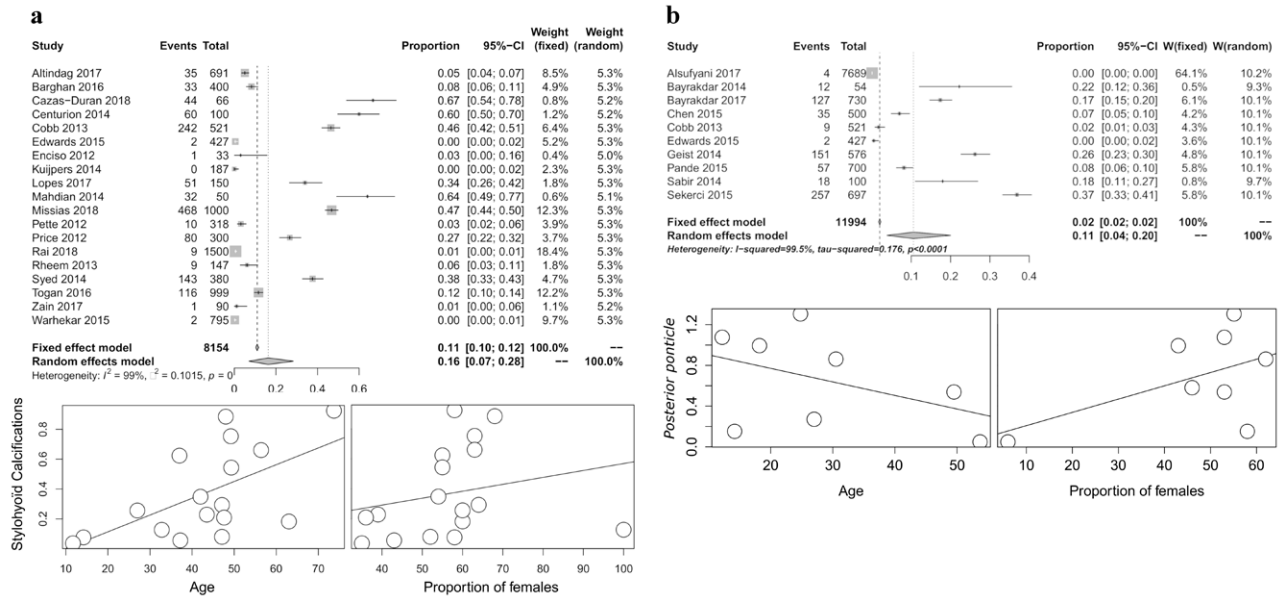 a
Weight Weight
Study Events Total Proportion 95%−CI (fixed) (random)
Altindag 2017 35 691 0.05 [0.04; 0.07] 8.5% 5.3%
Barghan 2016 33 400 0.08 [0.06; 0.11] 4.9% 5.3%
Cazas−Duran 2018 44 66 0.67 [0.54; 0.78] 0.8% 5.2%
Centurion 2014 60 100 0.60 [0.50; 0.70] 1.2% 5.2%
Cobb 2013 242 521 0.46 [0.42; 0.51] 6.4% 5.3%
Edwards 2015 2 427 0.00 [0.00; 0.02] 5.2% 5.3%
Enciso 2012 1 33 0.03 [0.00; 0.16] 0.4% 5.0%
Kuijpers 2014 0 187 0.00 [0.00; 0.02] 2.3% 5.3%
Lopes 2017 51 150 0.34 [0.26; 0.42] 1.8% 5.3%
Mahdian 2014 32 50 0.64 [0.49; 0.77] 0.6% 5.1%
Missias 2018 468 1000 0.47 [0.44; 0.50] 12.3% 5.3%
Pette 2012 10 318 0.03 [0.02; 0.06] 3.9% 5.3%
Price 2012 80 300 0.27 [0.22; 0.32] 3.7% 5.3%
Rai 2018 9 1500 0.01 [0.00; 0.01] 18.4% 5.3%
Rheem 2013 9 147 0.06 [0.03; 0.11] 1.8% 5.3%
Syed 2014 143 380 0.38 [0.33; 0.43] 4.7% 5.3%
Togan 2016 116 999 0.12 [0.10; 0.14] 12.2% 5.3%
Zain 2017 1 90 0.01 [0.00; 0.06] 1.1% 5.2%
Warhekar 2015 2 795 0.00 [0.00; 0.01] 9.7% 5.3%
Fixed effect model 8154 0.11 [0.10; 0.12] 100.0% −−
Random effects model 0.16 [0.07; 0.28] −− 100.0%
Heterogeneity: I² = 99%, ² = 0.1015, p = 0
0 0.2 0.4 0.6
Stylohyoïd Calcifications
0.8
0.6
0.4
0.2
10 20 30 40 50 60 70
Age
40 50 60 70 80 90 100
Proportion of females
b
Study Events Total Proportion 95%−CI W(fixed) W(random)
Alsufyani 2017 4 7689 0.00 [0.00; 0.00] 64.1% 10.2%
Bayrakdar 2014 12 54 0.22 [0.12; 0.36] 0.5% 9.3%
Bayrakdar 2017 127 730 0.17 [0.15; 0.20] 6.1% 10.1%
Chen 2015 35 500 0.07 [0.05; 0.10] 4.2% 10.1%
Cobb 2013 9 521 0.02 [0.01; 0.03] 4.3% 10.1%
Edwards 2015 2 427 0.00 [0.00; 0.02] 3.6% 10.1%
Geist 2014 151 576 0.26 [0.23; 0.30] 4.8% 10.1%
Pande 2015 57 700 0.08 [0.06; 0.10] 5.8% 10.1%
Sabir 2014 18 100 0.18 [0.11; 0.27] 0.8% 9.7%
Sekerci 2015 257 697 0.37 [0.33; 0.41] 5.8% 10.1%
Fixed effect model 11994 0.02 [0.02; 0.02] 100% −−
Random effects model 0.11 [0.04; 0.20] −− 100%
Heterogeneity: I−squared=99.5%, tau−squared=0.176, p<0.0001
0.1 0.2 0.3 0.4
Posterior ponticle
1.2
0.8
0.4
0.0
20 30 40 50
Age
10 20 30 40 50 60
Proportion of females